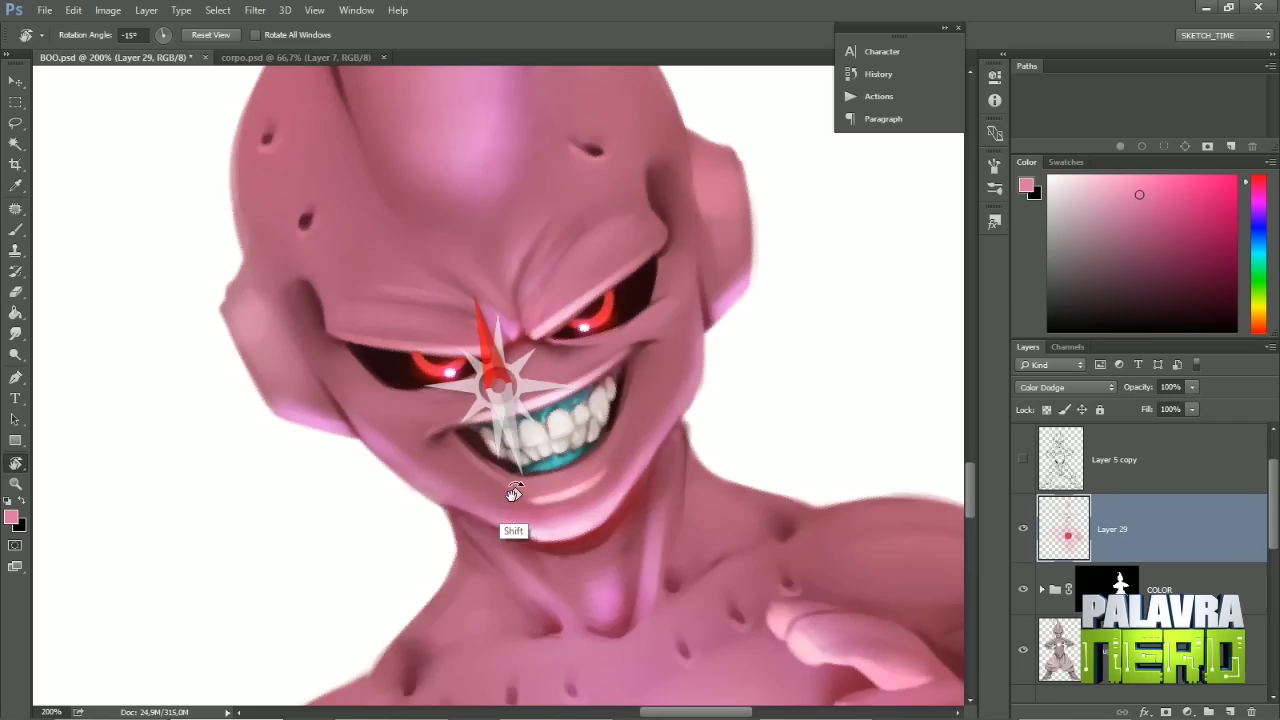 Ps File Edit Image Layer Type Select Filter 3D View Window Help
Rotation Angle: -15° Reset View Rotate All Windows SKETCH_TIME
BOO.psd @ 200% (Layer 29, RGB/8) * × corpo.psd @ 66,7% (Layer 7, RGB/8) ×
Character
History
Actions
Paragraph
Paths
Color Swatches
Layers Channels
Kind
Color Dodge Opacity: 100%
Lock: Fill: 100%
Layer 5 copy
Layer 29
COLOR
PALAVRA
NERD
Shift
200% Doc: 24,9M/315,0M